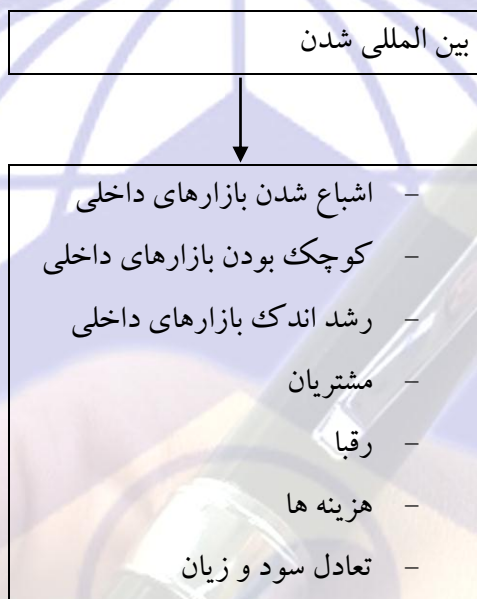 بین المللی شدن
- اشباع شدن بازارهای داخلی
- کوچک بودن بازارهای داخلی
- رشد اندک بازارهای داخلی
- مشتریان
- رقبا
- هزینه ها
- تعادل سود و زیان